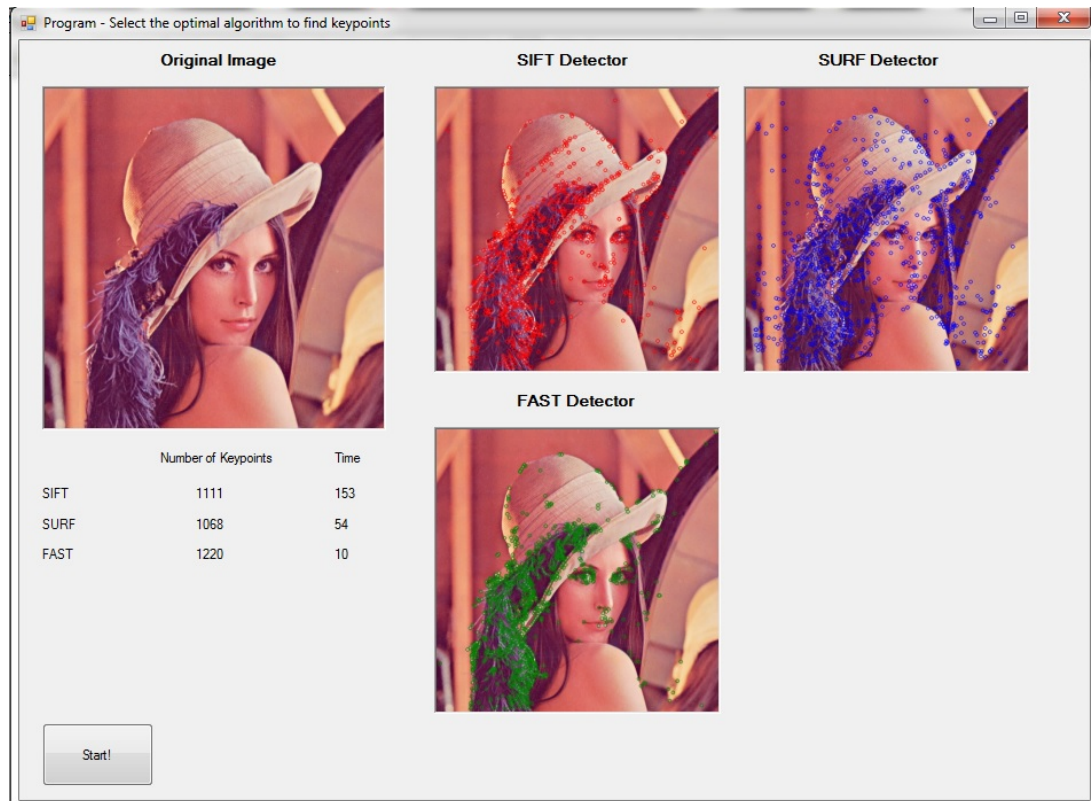 Program - Select the optimal algorithm to find keypoints
Original Image
SIFT Detector
SURF Detector
FAST Detector
Number of Keypoints Time
SIFT 1111 153
SURF 1068 54
FAST 1220 10
Start!